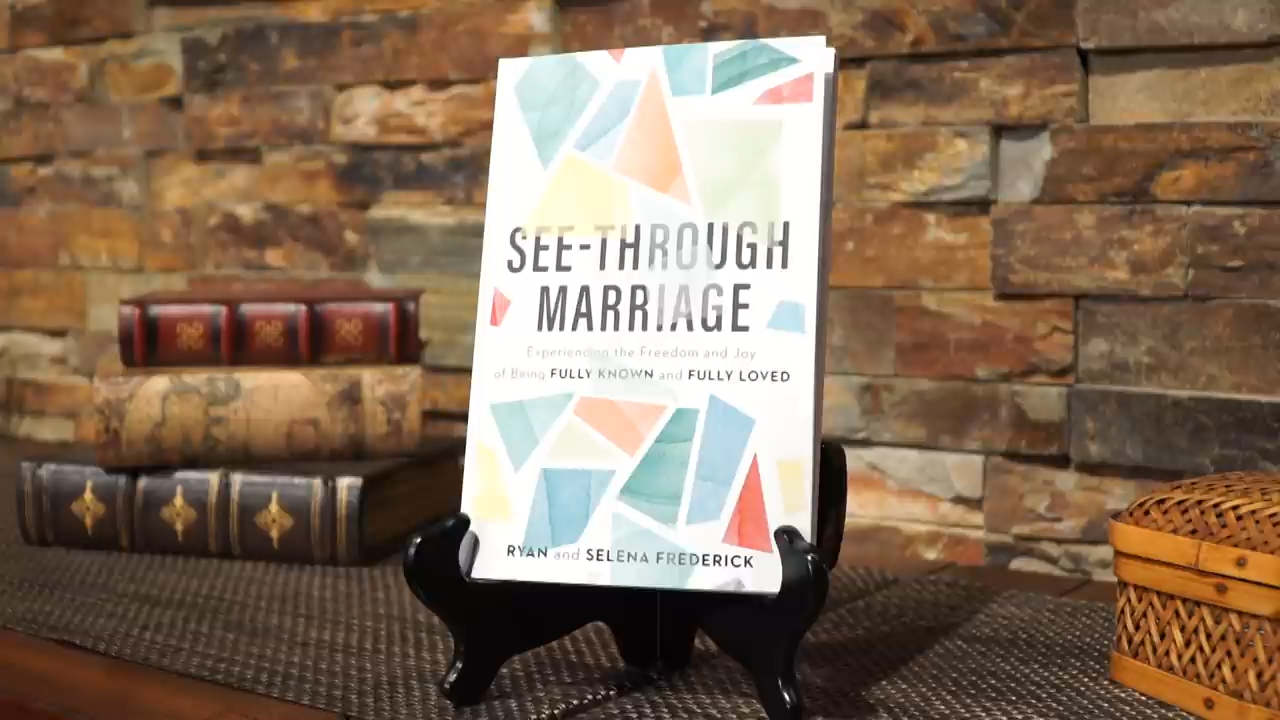 SEE-THROUGH
MARRIAGE
Experiencing the Freedom and Joy
of Being FULLY KNOWN and FULLY LOVED
RYAN and SELENA FREDERICK